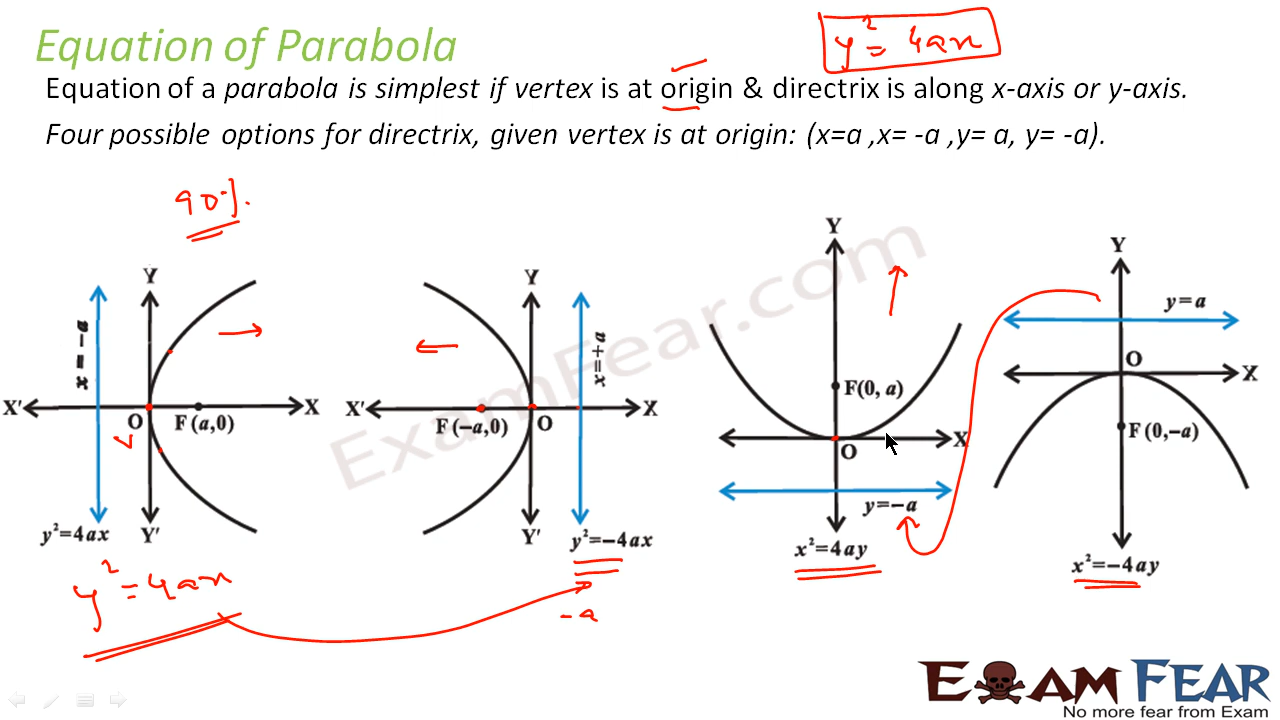 Equation of Parabola
y² = 4ax
Equation of a parabola is simplest if vertex is at origin & directrix is along x-axis or y-axis.
Four possible options for directrix, given vertex is at origin: (x=a ,x= -a ,y= a, y= -a).
90%.
ExamFear.com
Y
x = -a
X'
O
F(a,0)
X
v
y²=4ax
Y'
y² = 4ax
Y
x=+a
X'
F(-a,0)
O
X
Y'
y²=-4ax
-a
Y
F(0, a)
X
O
y=-a
x²=4ay
Y
y=a
O
X
F(0,-a)
x²=-4ay
EXAM FEAR
No more fear from Exam